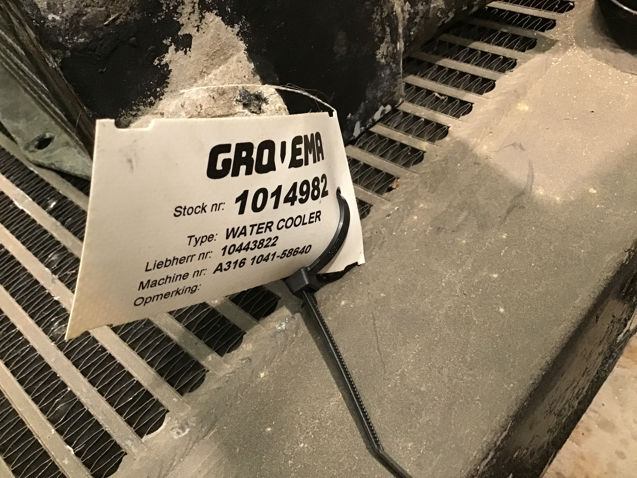 GROVEMA
Stock nr: 1014982
Type: WATER COOLER
Liebherr nr: 10443822
Machine nr: A316 1041-58640
Opmerking: